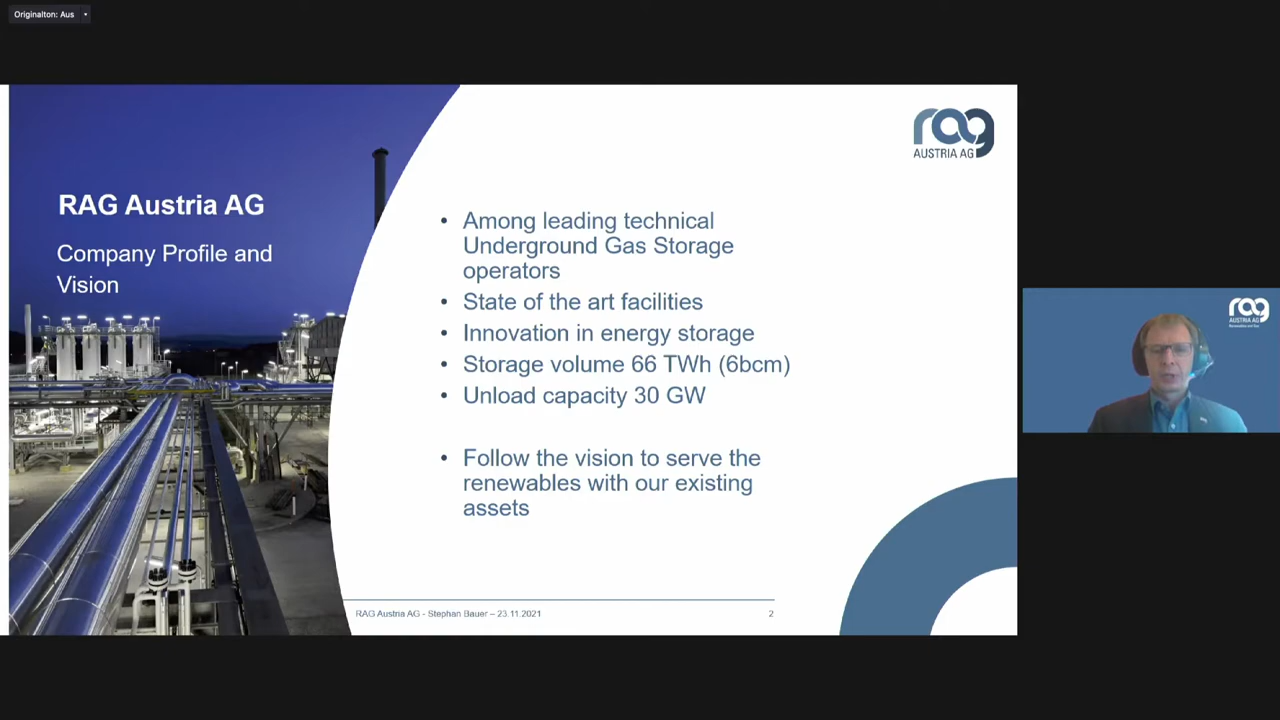 Originalton: Aus
rag
AUSTRIA AG
RAG Austria AG
Company Profile and
Vision
• Among leading technical
Underground Gas Storage
operators
• State of the art facilities
• Innovation in energy storage
• Storage volume 66 TWh (6bcm)
• Unload capacity 30 GW
• Follow the vision to serve the
renewables with our existing
assets
RAG Austria AG - Stephan Bauer – 23.11.2021
2
rag
AUSTRIA AG